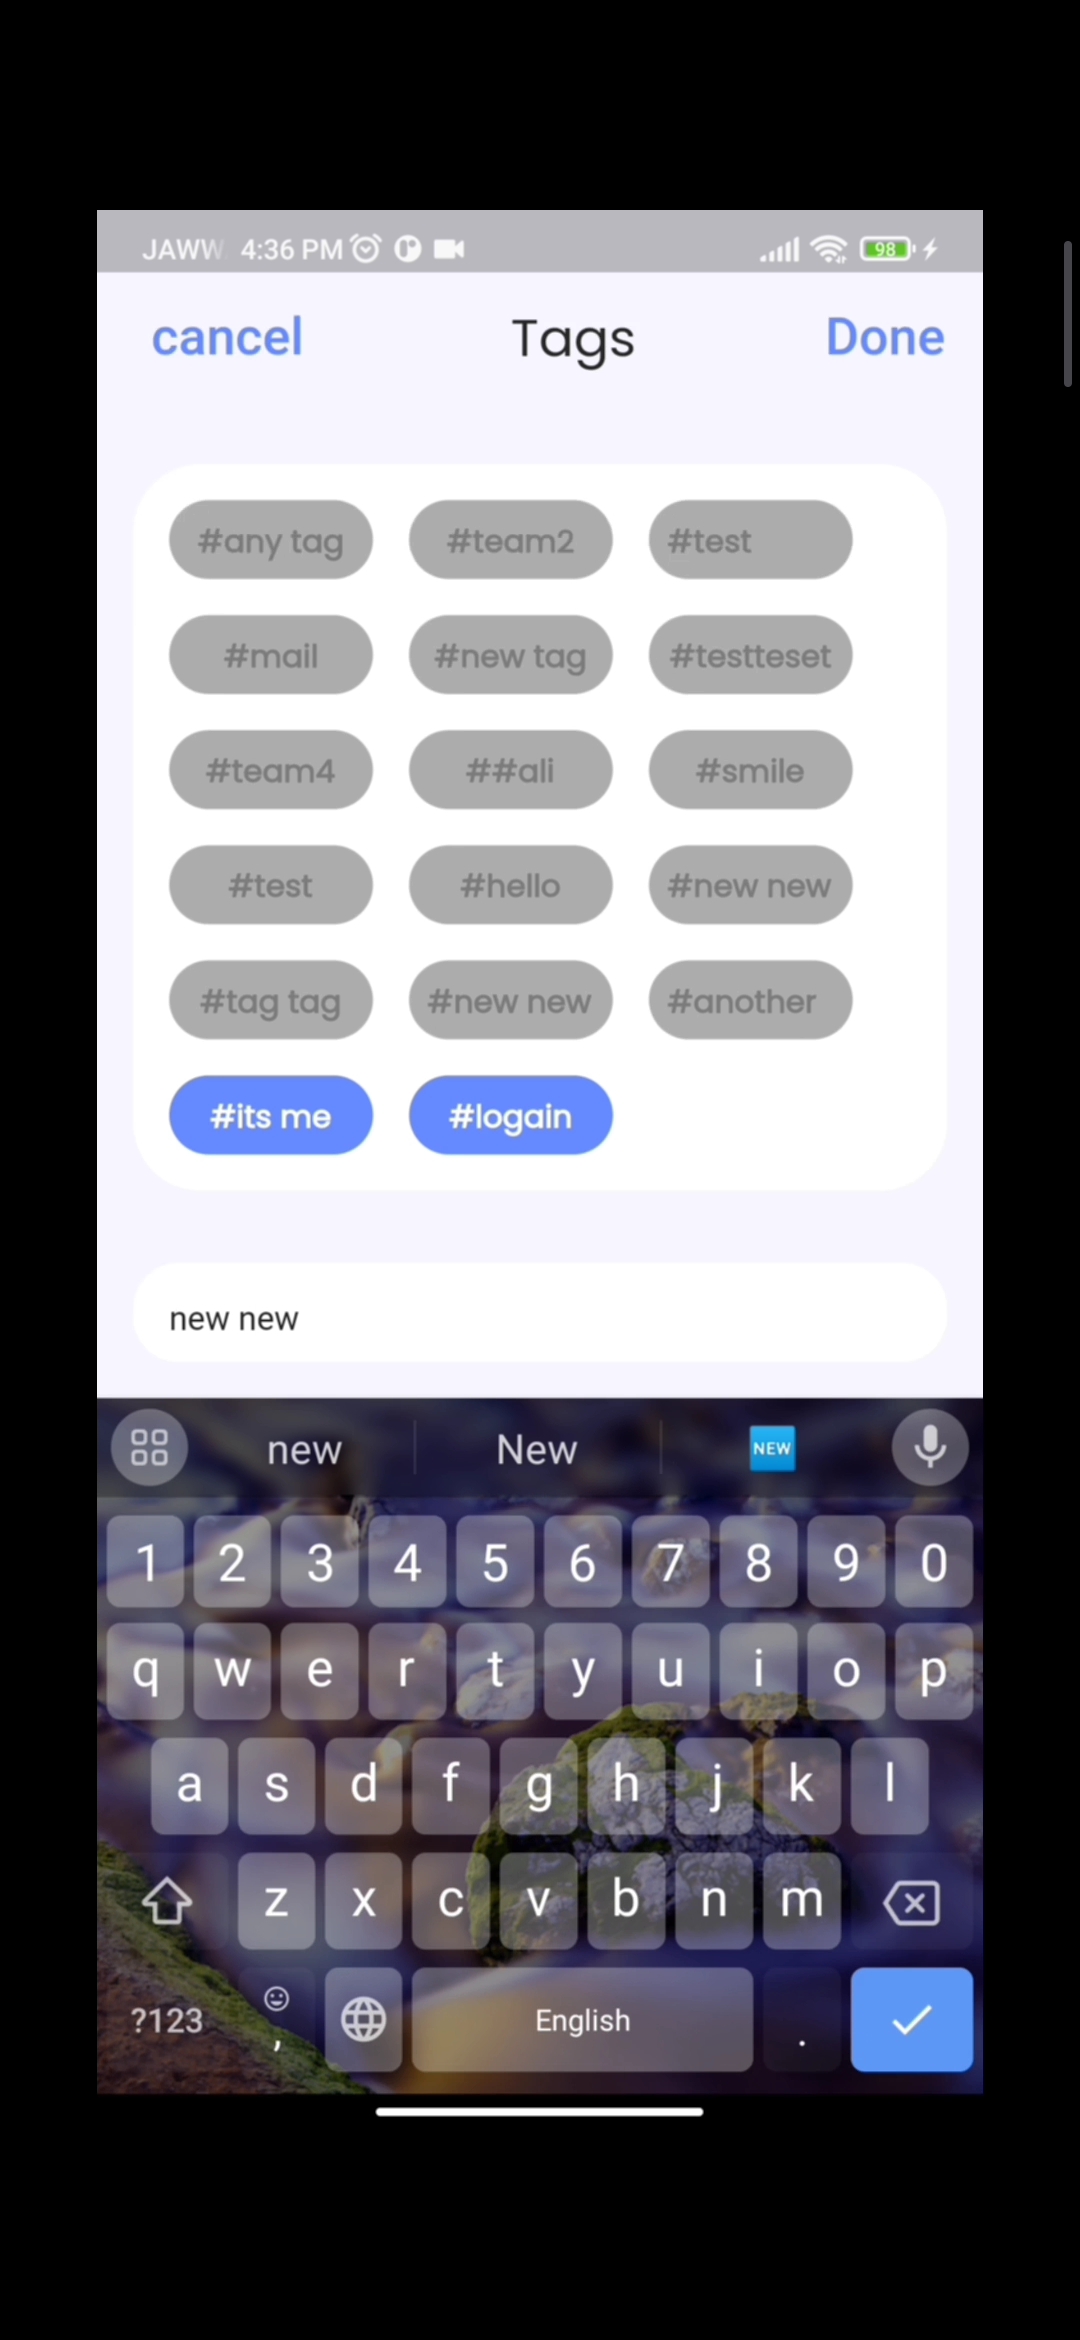 JAWW 4:36 PM 98
cancel Tags Done
#any tag #team2 #test
#mail #new tag #testteset
#team4 ##ali #smile
#test #hello #new new
#tag tag #new new #another
#its me #logain
new new
new New NEW
1 2 3 4 5 6 7 8 9 0
q w e r t y u i o p
a s d f g h j k l
z x c v b n m
?123 , English .